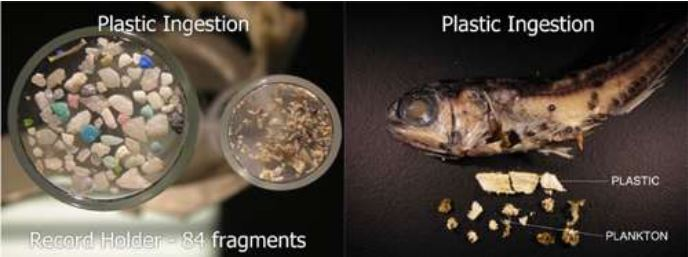 Plastic Ingestion
Record Holder - 84 fragments
Plastic Ingestion
PLASTIC
PLANKTON